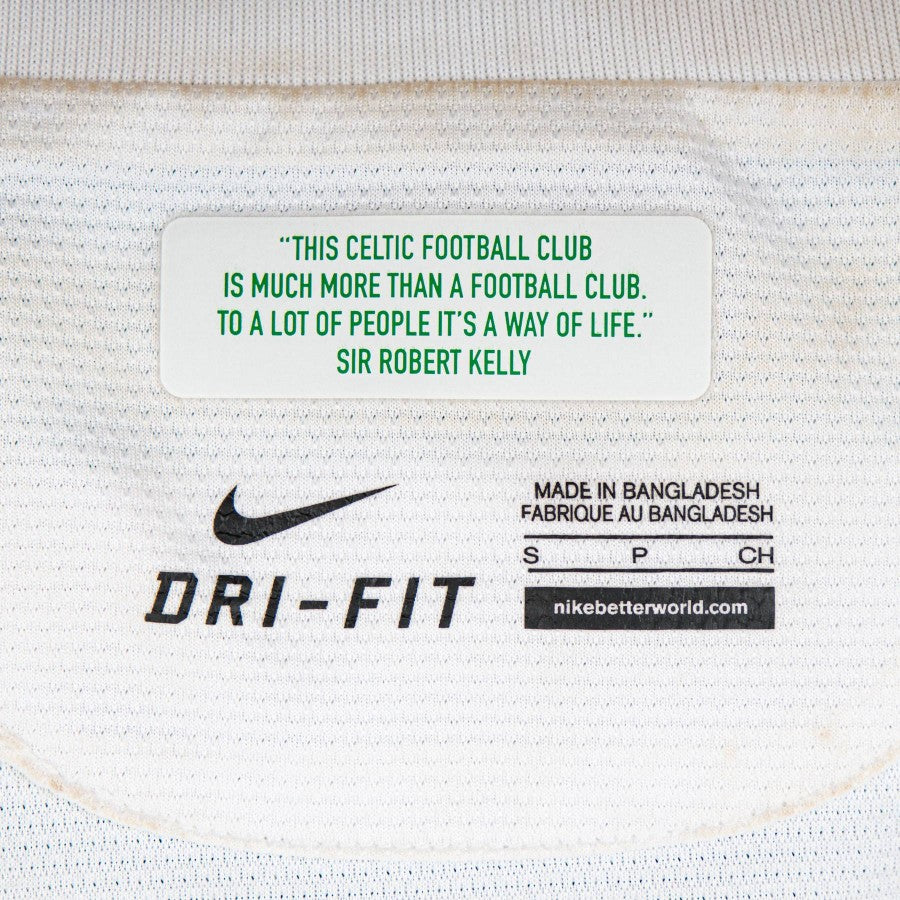 “THIS CELTIC FOOTBALL CLUB
IS MUCH MORE THAN A FOOTBALL CLUB.
TO A LOT OF PEOPLE IT’S A WAY OF LIFE.”
SIR ROBERT KELLY
DRI-FIT
MADE IN BANGLADESH
FABRIQUE AU BANGLADESH
S P CH
nikebetterworld.com